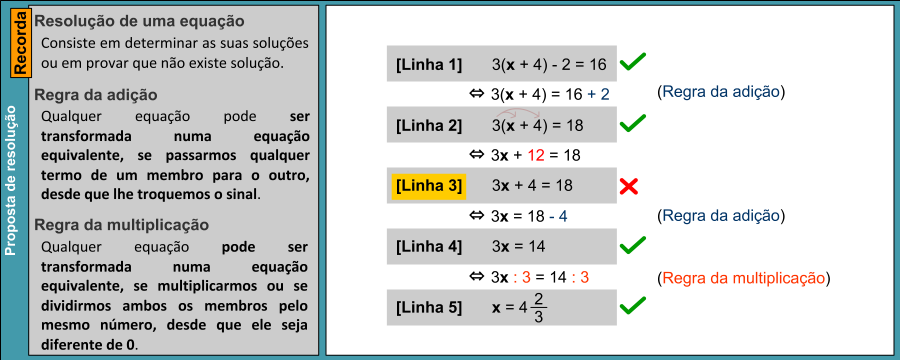 Proposta de resolução
Recorda
Resolução de uma equação
Consiste em determinar as suas soluções
ou em provar que não existe solução.
Regra da adição
Qualquer equação pode ser
transformada numa equação
equivalente, se passarmos qualquer
termo de um membro para o outro,
desde que lhe troquemos o sinal.
Regra da multiplicação
Qualquer equação pode ser
transformada numa equação
equivalente, se multiplicarmos ou se
dividirmos ambos os membros pelo
mesmo número, desde que ele seja
diferente de 0.
[Linha 1] 3(x + 4) - 2 = 16
⇔ 3(x + 4) = 16 + 2 (Regra da adição)
[Linha 2] 3(x + 4) = 18
⇔ 3x + 12 = 18
[Linha 3] 3x + 4 = 18
⇔ 3x = 18 - 4 (Regra da adição)
[Linha 4] 3x = 14
⇔ 3x : 3 = 14 : 3 (Regra da multiplicação)
[Linha 5] x = 4 2/3